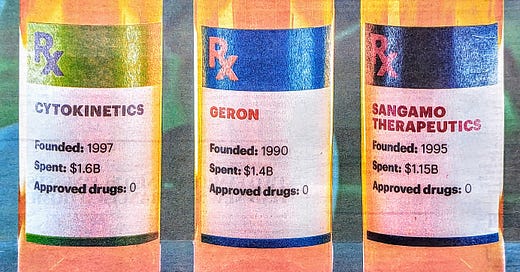 Rx
CYTOKINETICS
Founded: 1997
Spent: $1.6B
Approved drugs: 0
Rx
GERON
Founded: 1990
Spent: $1.4B
Approved drugs: 0
Rx
SANGAMO
THERAPEUTICS
Founded: 1995
Spent: $1.15B
Approved drugs: 0